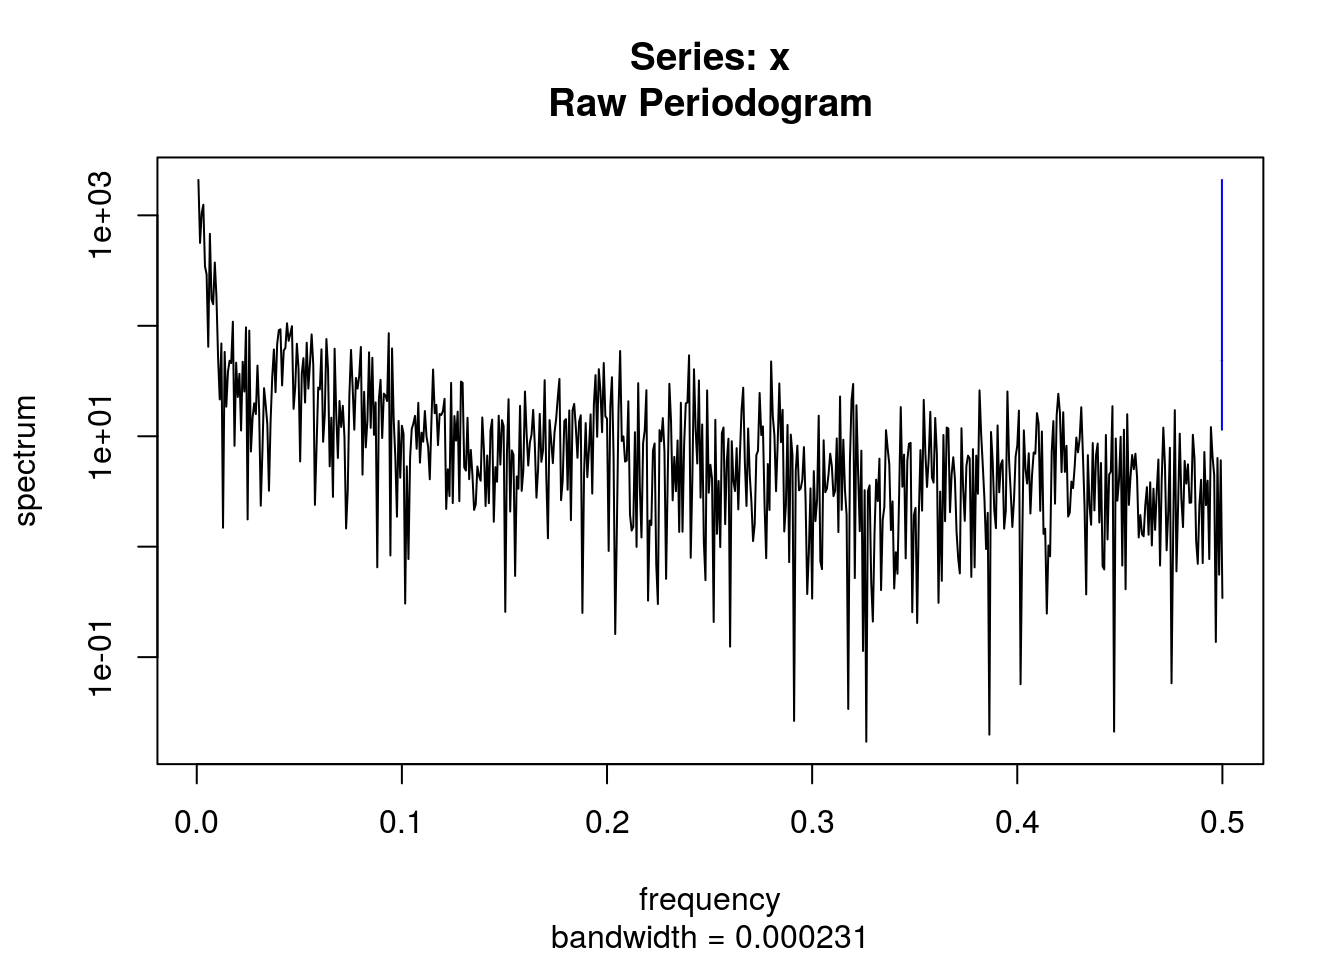 Series: x
Raw Periodogram
spectrum
1e+03
1e+01
1e-01
0.0 0.1 0.2 0.3 0.4 0.5
frequency
bandwidth = 0.000231